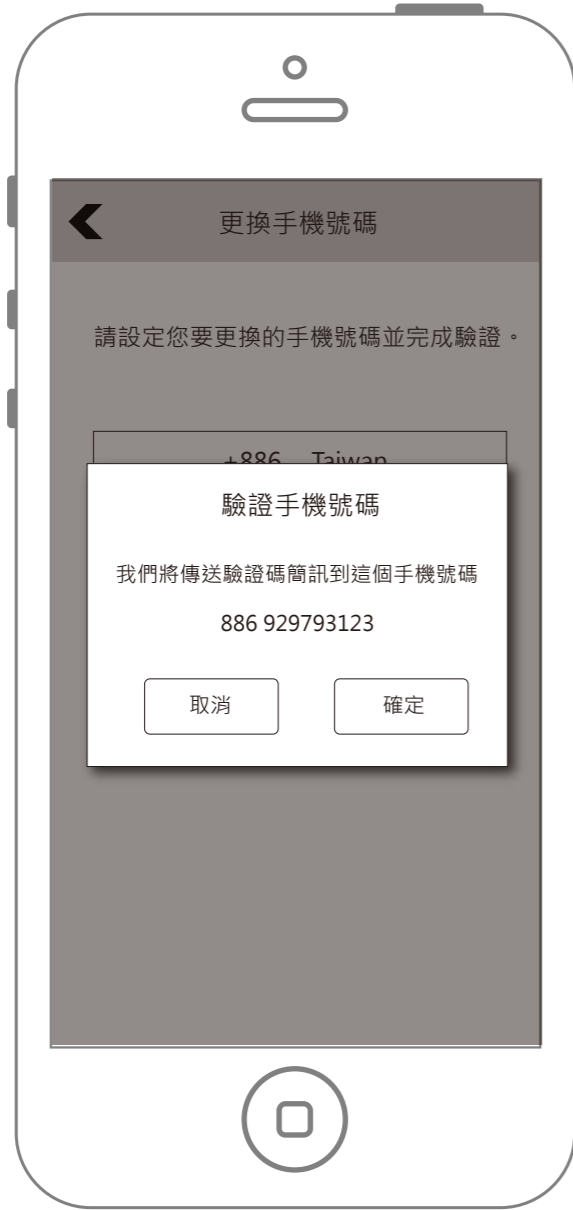 更換手機號碼
請設定您要更換的手機號碼並完成驗證。
+886 Taiwan
驗證手機號碼
我們將傳送驗證碼簡訊到這個手機號碼
886 929793123
取消 確定